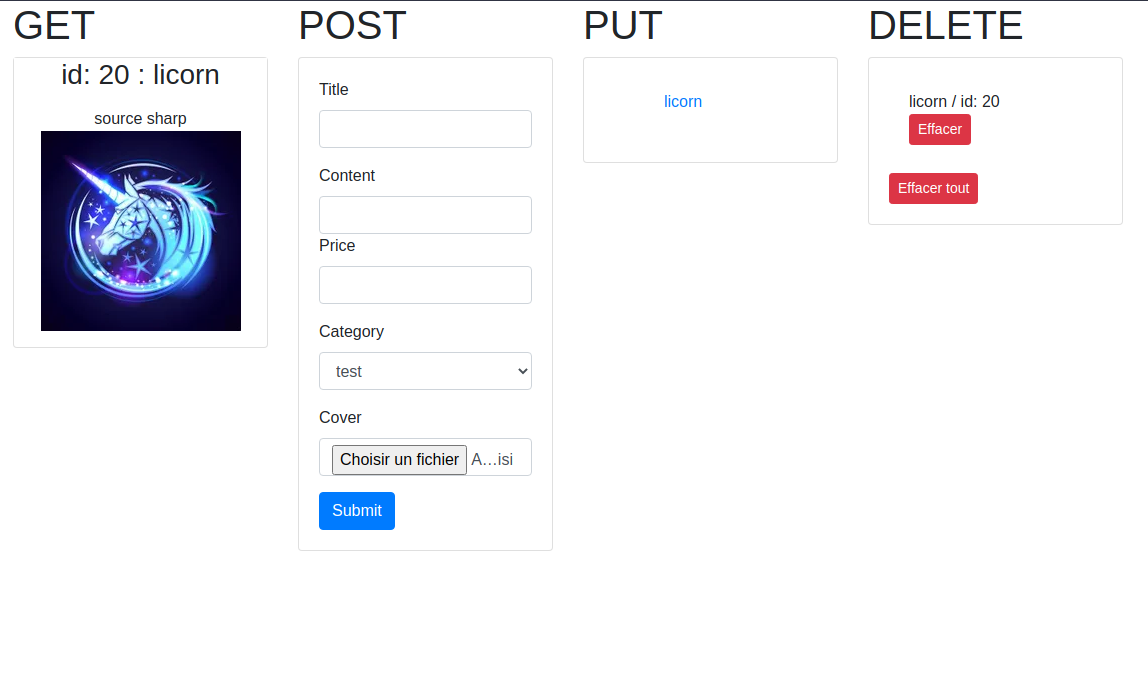 GET
id: 20 : licorn
source sharp
POST
Title
Content
Price
Category
test
Cover
Choisir un fichier A…isi
Submit
PUT
licorn
DELETE
licorn / id: 20
Effacer
Effacer tout